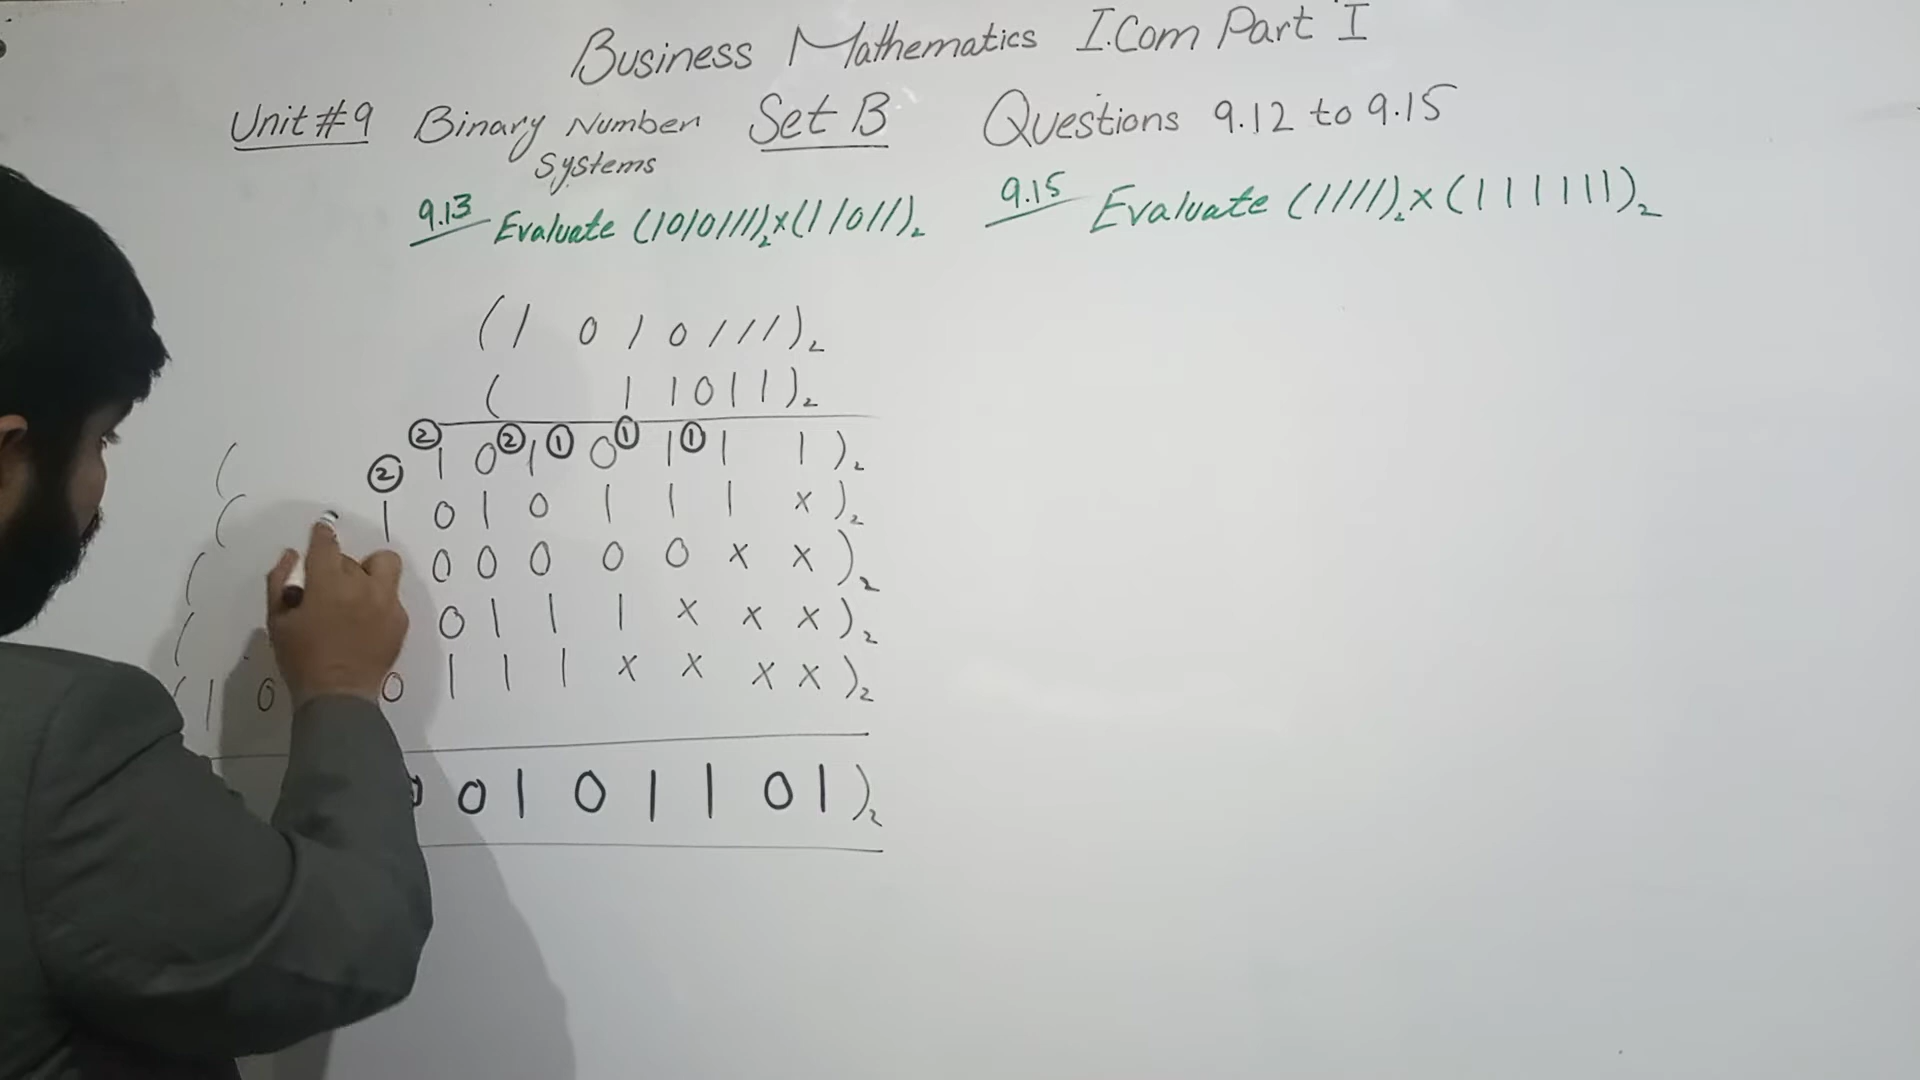 Business Mathematics I.Com Part I
Unit #9 Binary Number Systems Set B Questions 9.12 to 9.15
9.13 Evaluate (1010111)₂×(11011)₂
9.15 Evaluate (1111)₂×(111111)₂
(1 0 1 0 1 1 1)₂
( 1 1 0 1 1)₂
② ② ① ① ①
( ② 1 0 1 0 1 1 1)₂
( 1 0 1 0 1 1 1 x)₂
( 0 0 0 0 0 x x)₂
( 0 1 1 1 x x x)₂
(1 0 0 1 1 1 x x x x)₂
0 1 0 1 1 0 1)₂